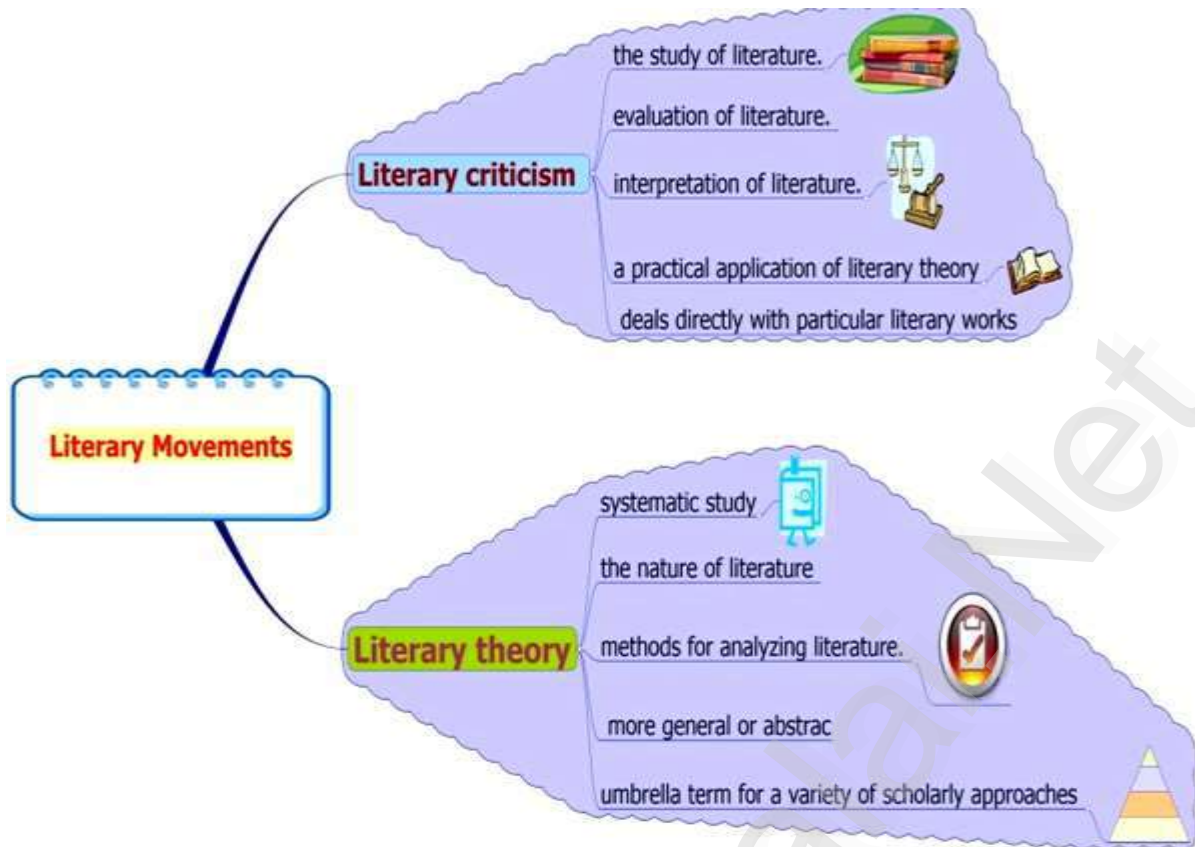 the study of literature.
evaluation of literature.
Literary criticism
interpretation of literature.
a practical application of literary theory
deals directly with particular literary works
Literary Movements
systematic study
the nature of literature
Literary theory
methods for analyzing literature.
more general or abstrac
umbrella term for a variety of scholarly approaches